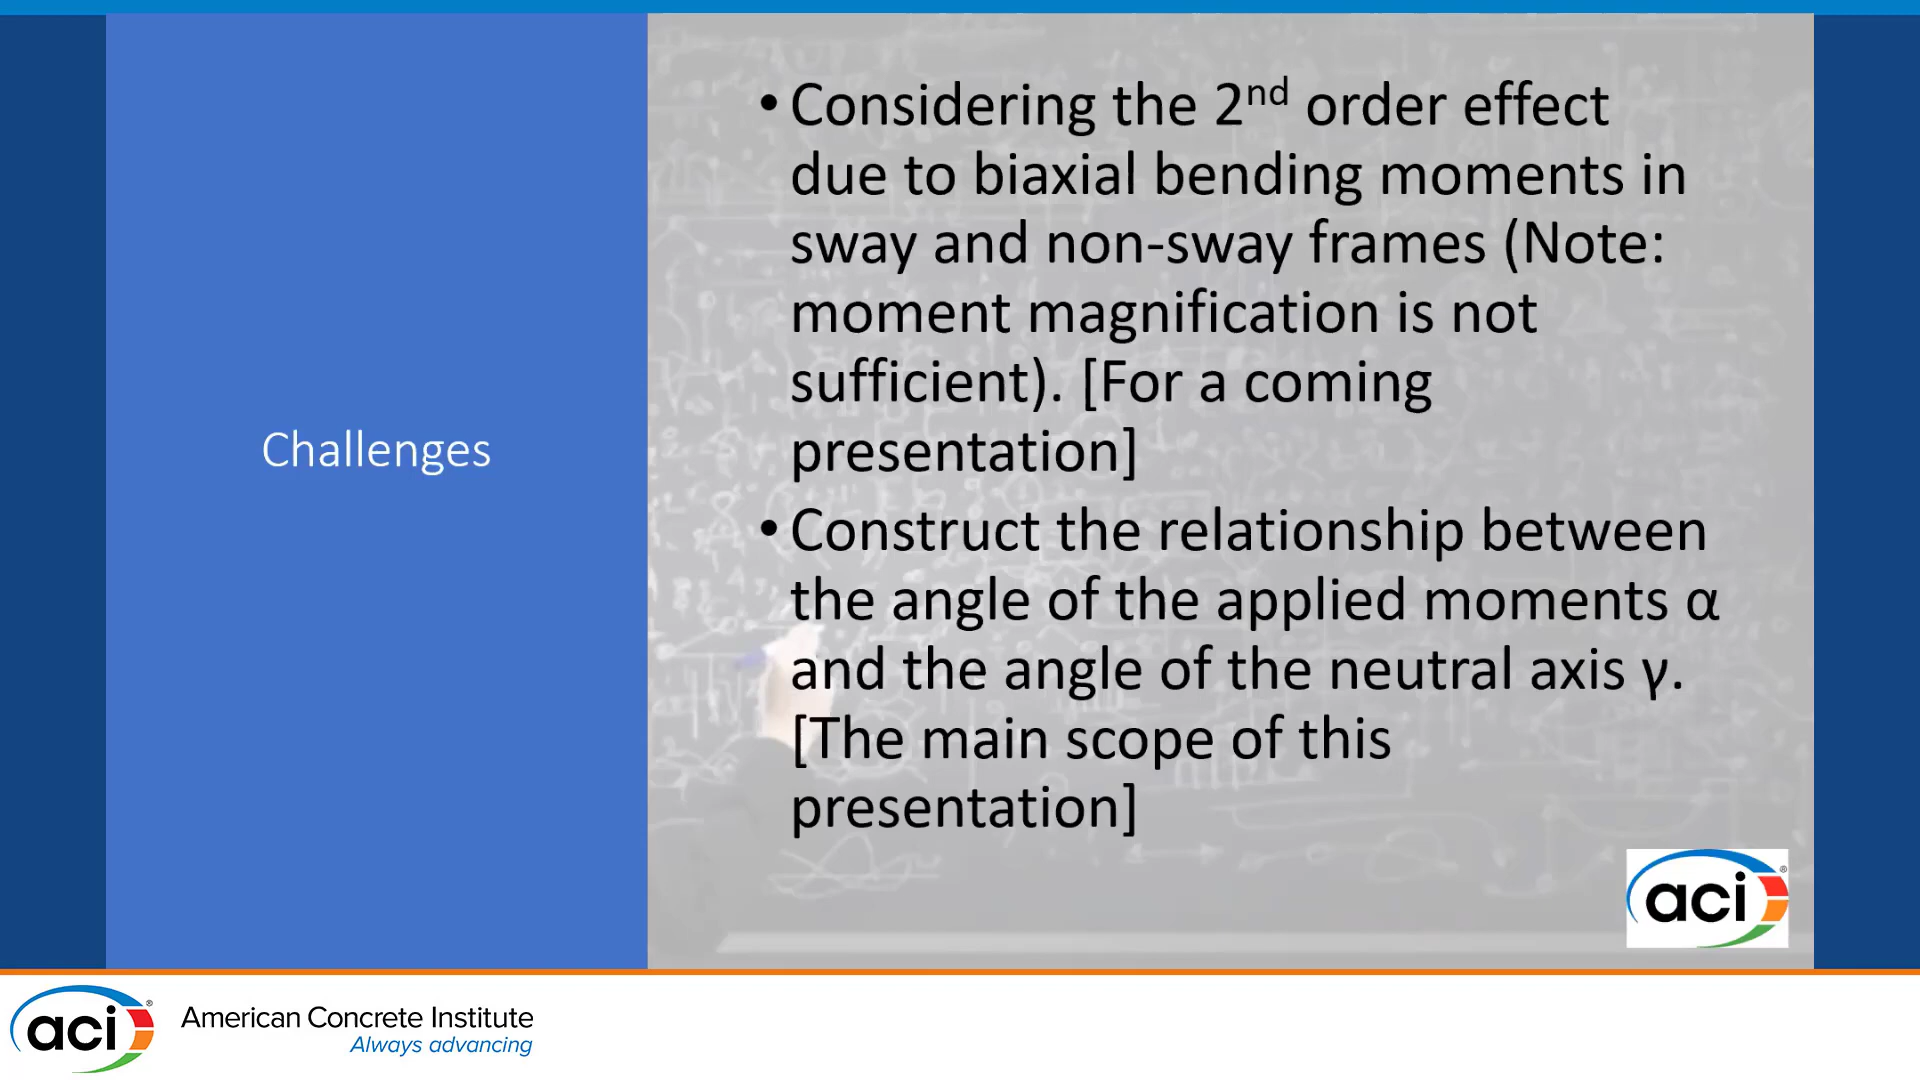 Challenges
• Considering the 2nd order effect
due to biaxial bending moments in
sway and non-sway frames (Note:
moment magnification is not
sufficient). [For a coming
presentation]
• Construct the relationship between
the angle of the applied moments α
and the angle of the neutral axis γ.
[The main scope of this
presentation]
aci®
aci®
American Concrete Institute
Always advancing